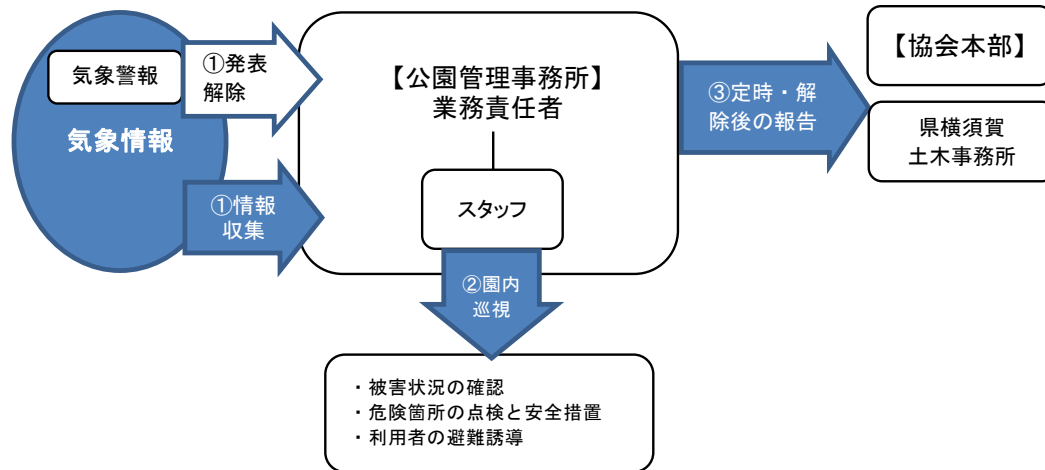 気象警報
気象情報
①発表
解除
①情報
収集
【公園管理事務所】
業務責任者
スタッフ
②園内
巡視
・被害状況の確認
・危険箇所の点検と安全措置
・利用者の避難誘導
③定時・解
除後の報告
【協会本部】
県横須賀
土木事務所